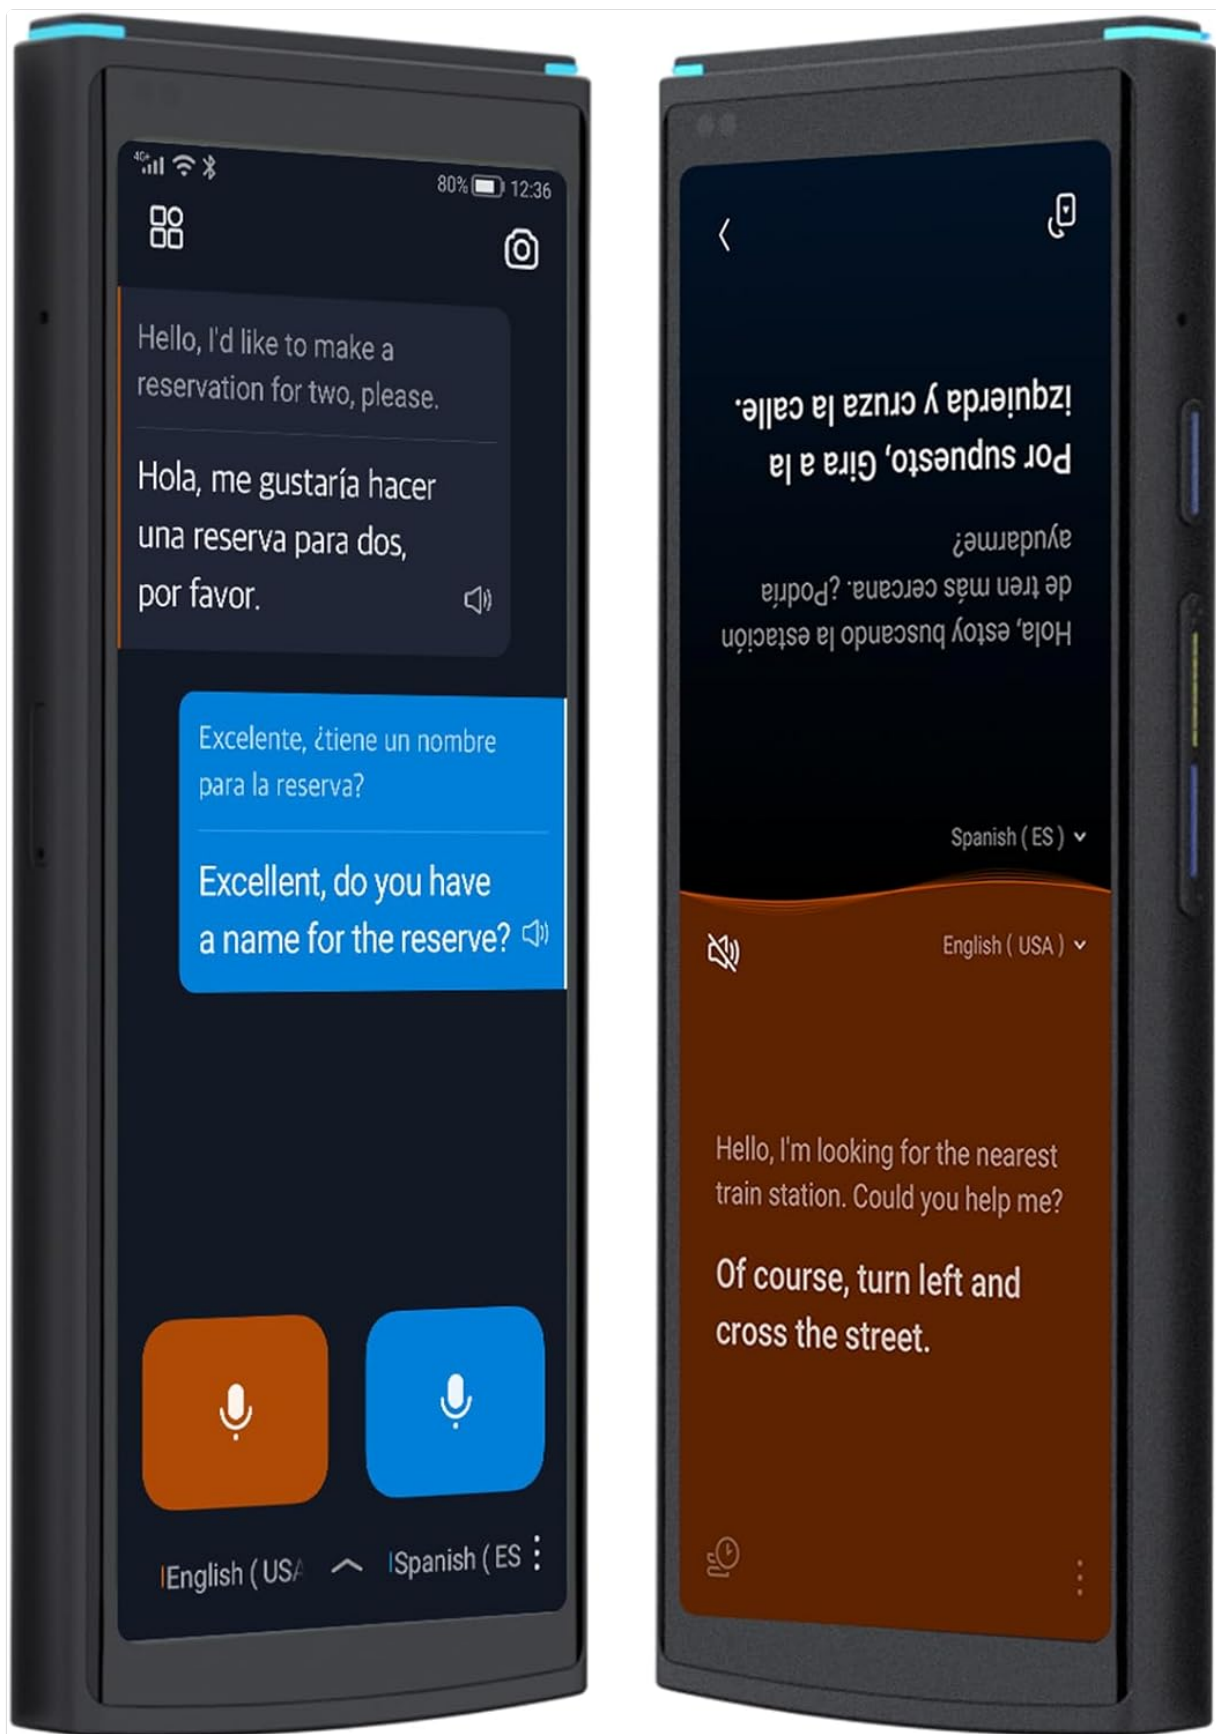 4G+
80% 12:36
Hello, I'd like to make a
reservation for two, please.
Hola, me gustaría hacer
una reserva para dos,
por favor.
Excelente, ¿tiene un nombre
para la reserva?
Excellent, do you have
a name for the reserve?
English ( USA
Spanish ( ES
Por supuesto, Gira a la
izquierda y cruza la calle.
Hola, estoy buscando la estación
de tren más cercana. ¿Podría
ayudarme?
Spanish ( ES )
English ( USA )
Hello, I'm looking for the nearest
train station. Could you help me?
Of course, turn left and
cross the street.